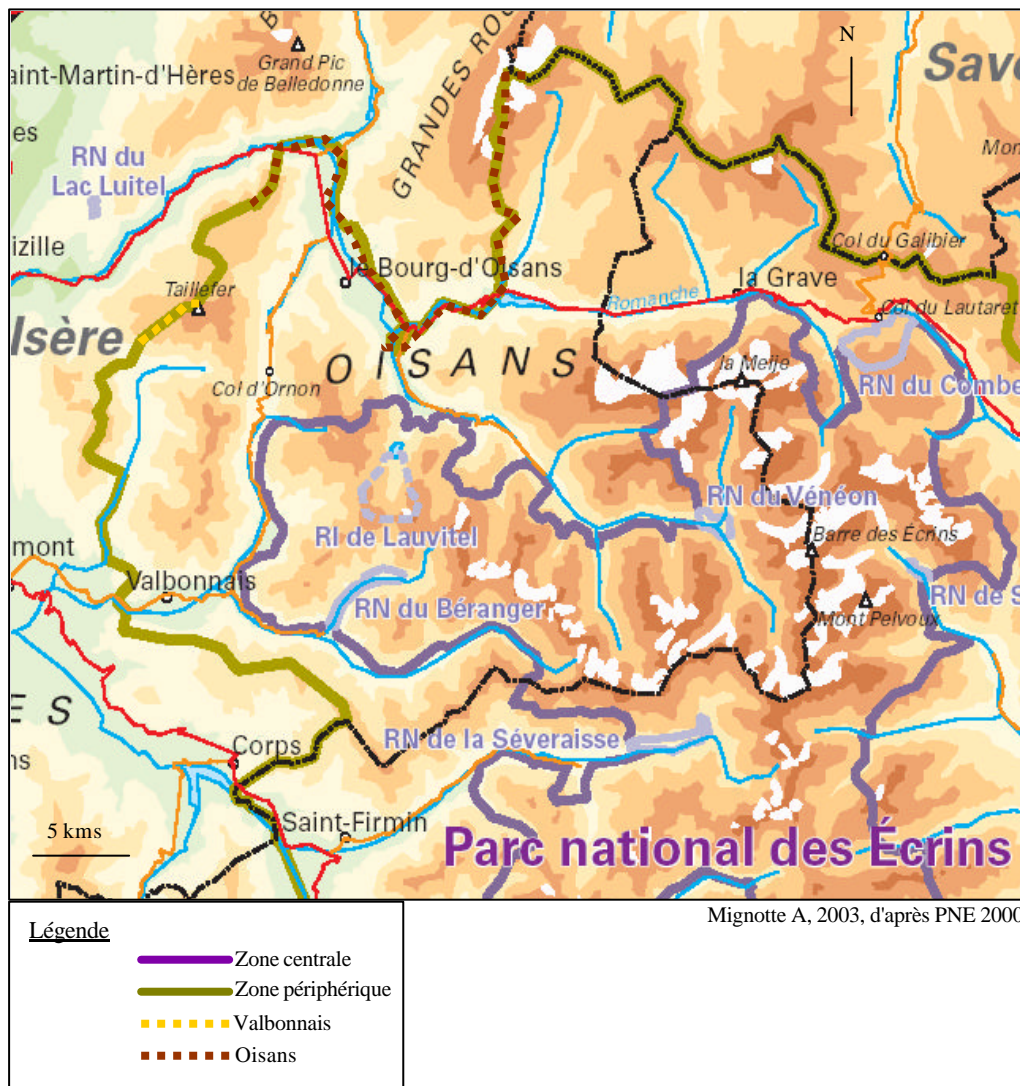 B
Grand Pic
de Belledonne
N
Savo
aint-Martin-d'Hères
GRANDES ROU
es
Mon
RN du
Lac Luitel
izille
Col du Galibier
le Bourg-d'Oisans
la Grave
Taillefer
Romanche
Col du Lautaret
Isère
OISANS
la Meije
Col d'Ornon
RN du Combe
RN du Vénéon
RI de Lauvitel
Barre des Écrins
mont
Valbonnais
RN du Béranger
RN de S
Mont Pelvoux
ES
RN de la Séveraisse
Corps
ns
Saint-Firmin
5 kms
Parc national des Écrins
Mignotte A, 2003, d'après PNE 2000
Légende
Zone centrale
Zone périphérique
Valbonnais
Oisans